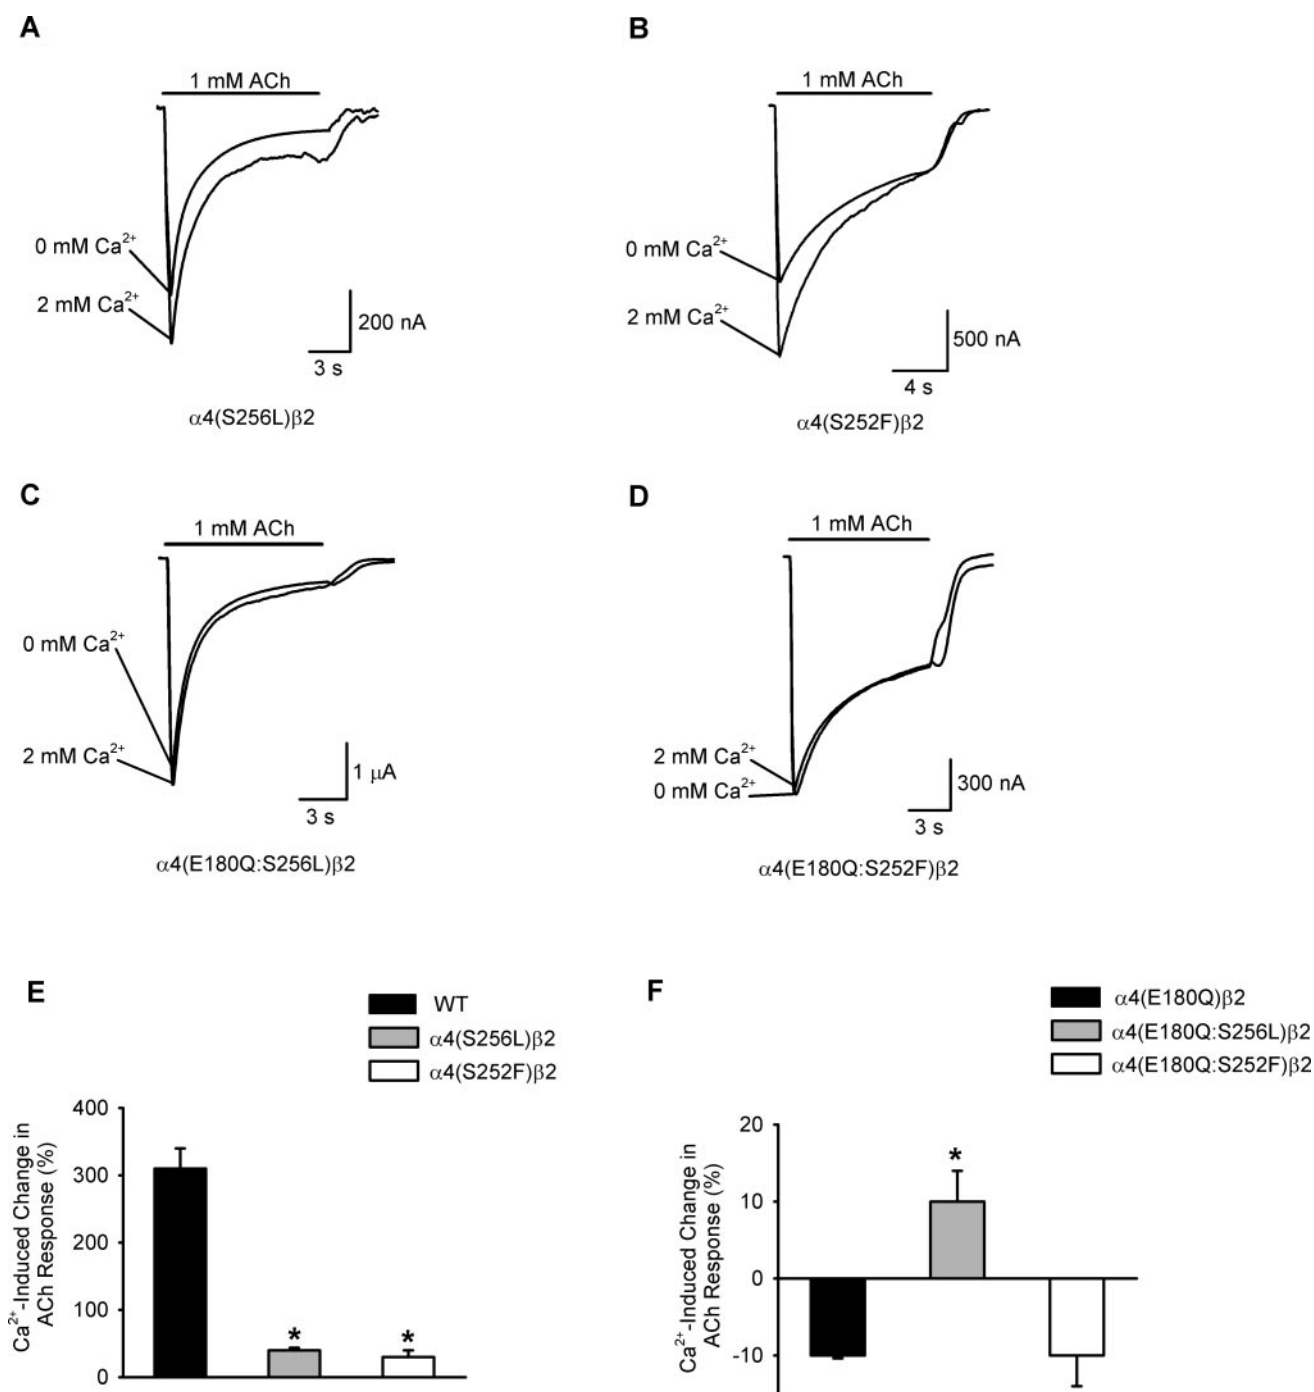 A
1 mM ACh
0 mM Ca²⁺
2 mM Ca²⁺
200 nA
3 s
α4(S256L)β2
B
1 mM ACh
0 mM Ca²⁺
2 mM Ca²⁺
500 nA
4 s
α4(S252F)β2
C
1 mM ACh
0 mM Ca²⁺
2 mM Ca²⁺
1 μA
3 s
α4(E180Q:S256L)β2
D
1 mM ACh
2 mM Ca²⁺
0 mM Ca²⁺
300 nA
3 s
α4(E180Q:S252F)β2
E
WT
α4(S256L)β2
α4(S252F)β2
Ca²⁺-Induced Change in
ACh Response (%)
400
300
200
100
0
*
*
F
α4(E180Q)β2
α4(E180Q:S256L)β2
α4(E180Q:S252F)β2
Ca²⁺-Induced Change in
ACh Response (%)
20
10
0
-10
*